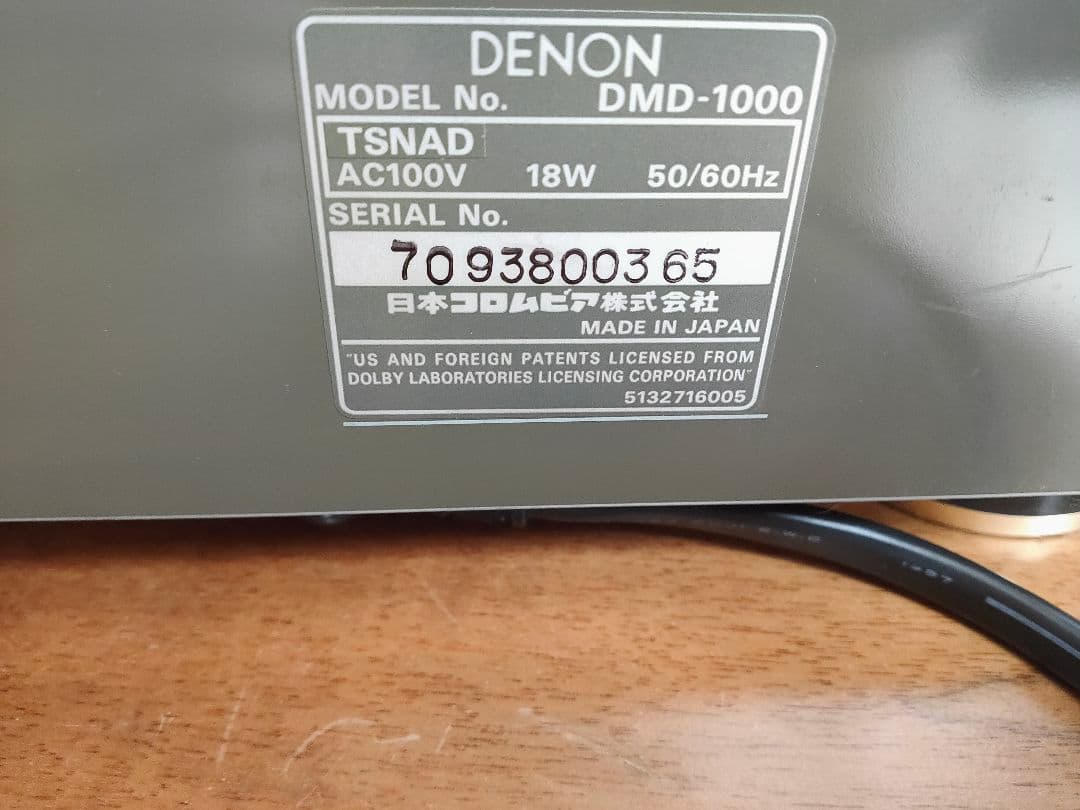 DENON
MODEL No. DMD-1000
TSNAD
AC100V 18W 50/60Hz
SERIAL No.
7093800365
日本コロムビア株式会社
MADE IN JAPAN
"US AND FOREIGN PATENTS LICENSED FROM
DOLBY LABORATORIES LICENSING CORPORATION"
5132716005
1997